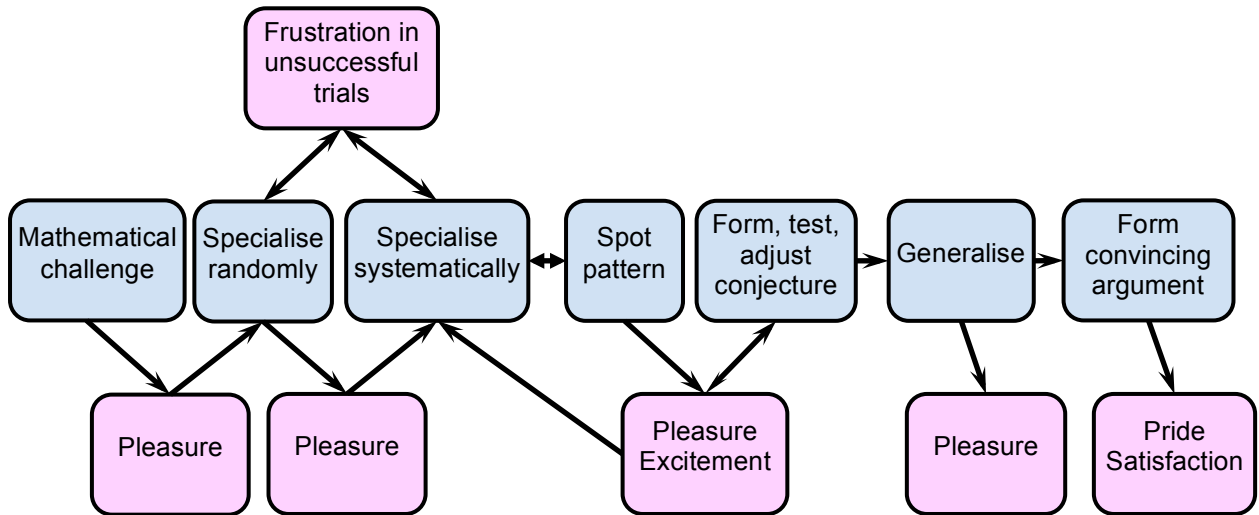 Frustration in
unsuccessful
trials
Mathematical
challenge
Specialise
randomly
Specialise
systematically
Spot
pattern
Form, test,
adjust
conjecture
Generalise
Form
convincing
argument
Pleasure
Pleasure
Pleasure
Excitement
Pleasure
Pride
Satisfaction